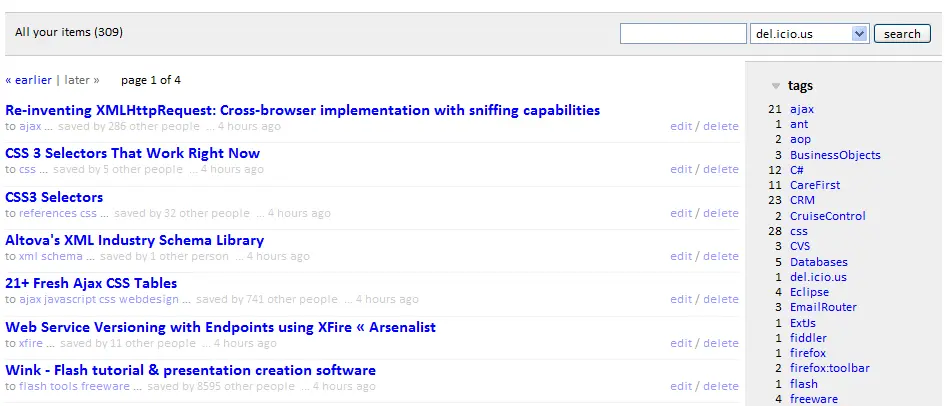 All your items (309)
del.icio.us
search
« earlier | later » page 1 of 4
Re-inventing XMLHttpRequest: Cross-browser implementation with sniffing capabilities
to ajax ... saved by 286 other people ... 4 hours ago edit / delete
CSS 3 Selectors That Work Right Now
to css ... saved by 5 other people ... 4 hours ago edit / delete
CSS3 Selectors
to references css ... saved by 32 other people ... 4 hours ago edit / delete
Altova's XML Industry Schema Library
to xml schema ... saved by 1 other person ... 4 hours ago edit / delete
21+ Fresh Ajax CSS Tables
to ajax javascript css webdesign ... saved by 741 other people ... 4 hours ago edit / delete
Web Service Versioning with Endpoints using XFire « Arsenalist
to xfire ... saved by 11 other people ... 4 hours ago edit / delete
Wink - Flash tutorial & presentation creation software
to flash tools freeware ... saved by 8595 other people ... 4 hours ago edit / delete
tags
21 ajax
1 ant
2 aop
3 BusinessObjects
12 C#
11 CareFirst
23 CRM
2 CruiseControl
28 css
3 CVS
5 Databases
1 del.icio.us
4 Eclipse
3 EmailRouter
1 ExtJs
1 fiddler
1 firefox
2 firefox:toolbar
1 flash
4 freeware